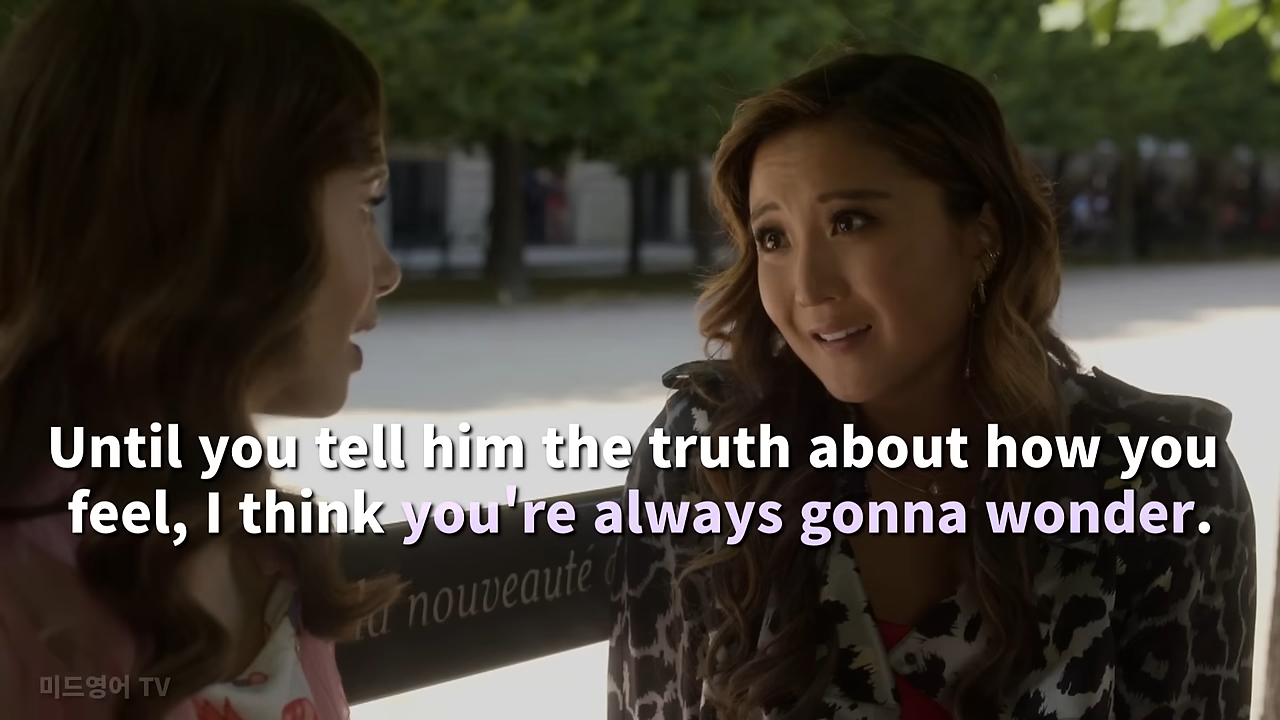 Until you tell him the truth about how you
feel, I think you're always gonna wonder.
la nouveauté
미드영어 TV